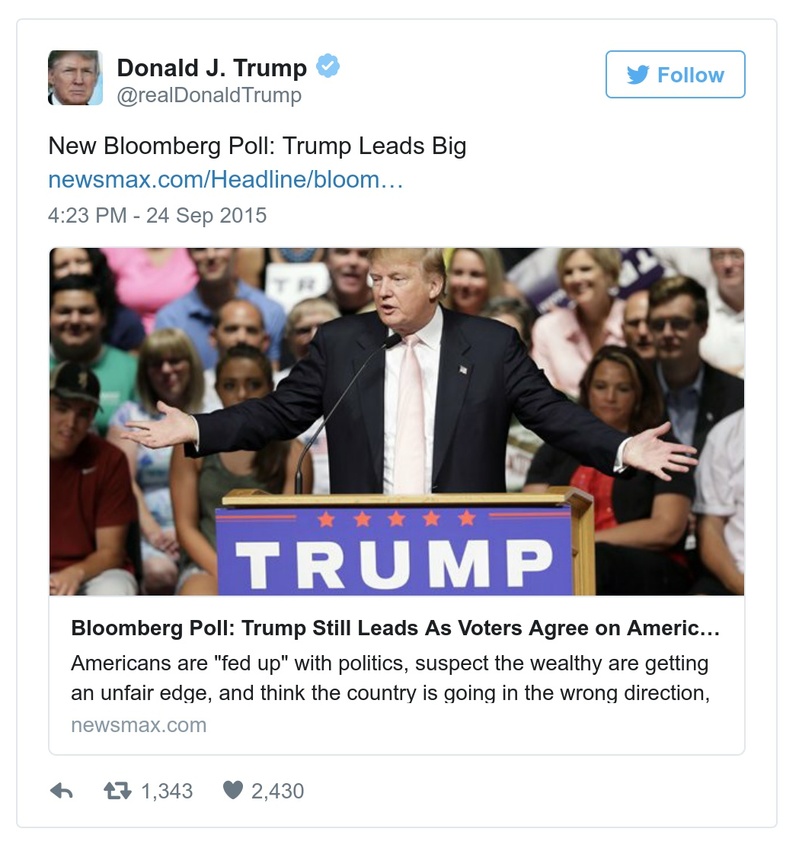 Donald J. Trump
@realDonaldTrump
Follow
New Bloomberg Poll: Trump Leads Big
newsmax.com/Headline/bloom…
4:23 PM - 24 Sep 2015
TR
TRUMP
Bloomberg Poll: Trump Still Leads As Voters Agree on Americ…
Americans are "fed up" with politics, suspect the wealthy are getting
an unfair edge, and think the country is going in the wrong direction,
newsmax.com
1,343
2,430